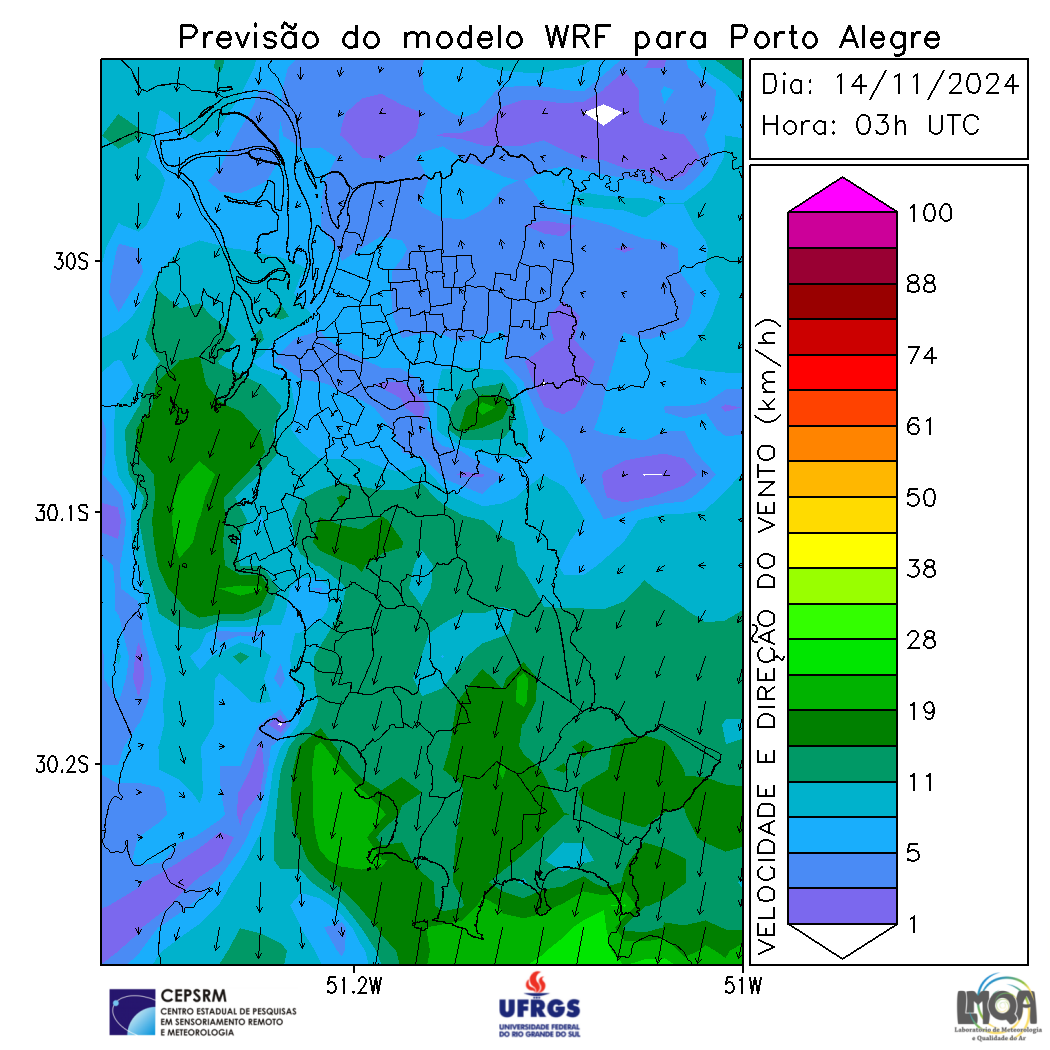 Previsão do modelo WRF para Porto Alegre
Dia: 14/11/2024
Hora: 03h UTC
30S
30.1S
30.2S
51.2W
51W
VELOCIDADE E DIREÇÃO DO VENTO (km/h)
100
88
74
61
50
38
28
19
11
5
1
CEPSRM
CENTRO ESTADUAL DE PESQUISAS
EM SENSORIAMENTO REMOTO
E METEOROLOGIA
UFRGS
UNIVERSIDADE FEDERAL
DO RIO GRANDE DO SUL
LMQA
Laboratório de Meteorologia
e Qualidade do Ar